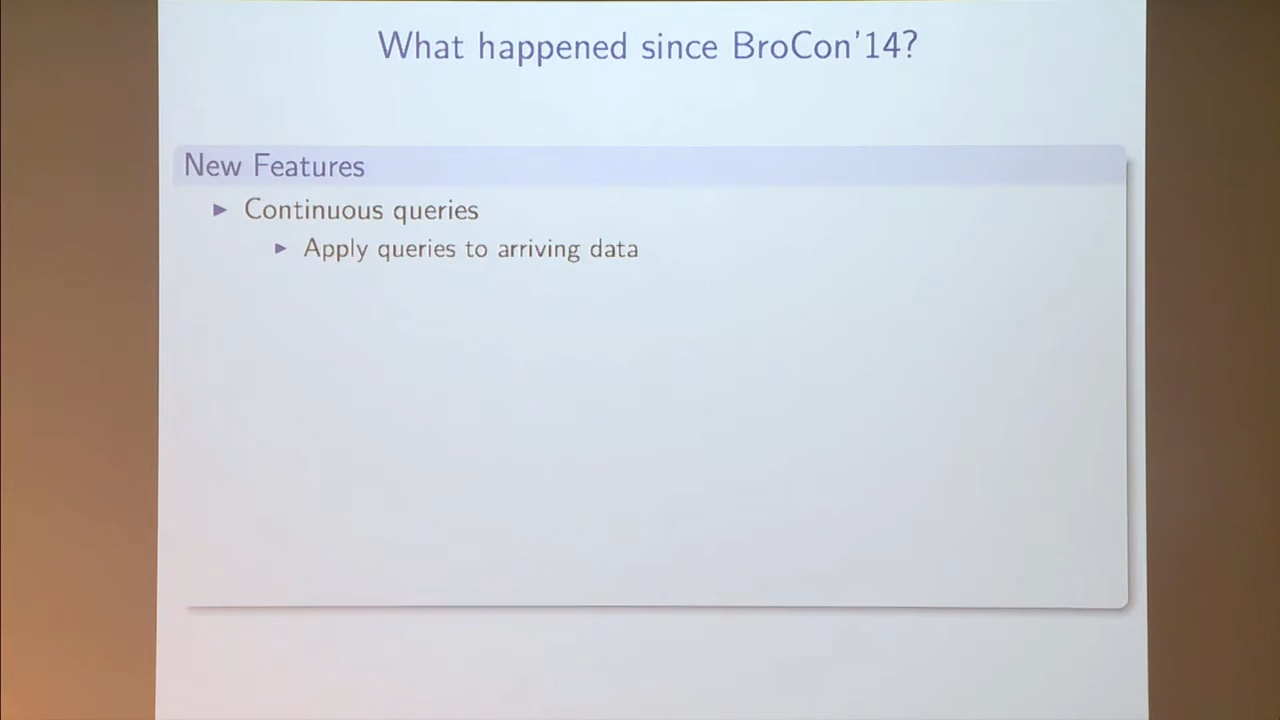 What happened since BroCon'14?
New Features
Continuous queries
Apply queries to arriving data